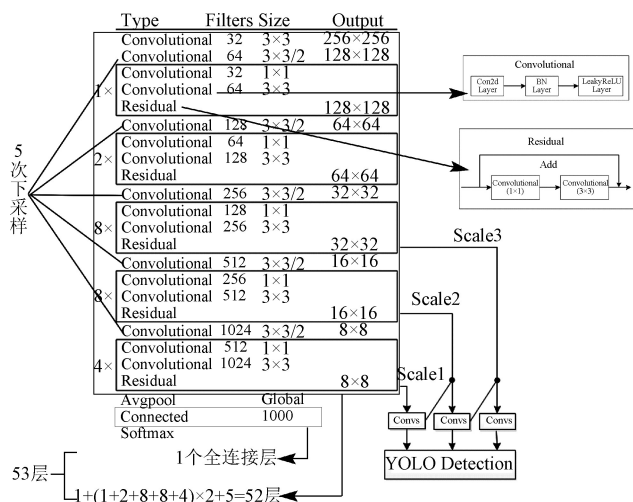 Type Filters Size Output
Convolutional 32 3×3 256×256
Convolutional 64 3×3/2 128×128
1×
Convolutional 32 1×1
Convolutional 64 3×3
Residual 128×128
Convolutional 128 3×3/2 64×64
2×
Convolutional 64 1×1
Convolutional 128 3×3
Residual 64×64
Convolutional 256 3×3/2 32×32
8×
Convolutional 128 1×1
Convolutional 256 3×3
Residual 32×32
Convolutional 512 3×3/2 16×16
8×
Convolutional 256 1×1
Convolutional 512 3×3
Residual 16×16
Convolutional 1024 3×3/2 8×8
4×
Convolutional 512 1×1
Convolutional 1024 3×3
Residual 8×8
Avgpool Global
Connected 1000
Softmax
5次下采样
Convolutional
Con2d Layer
BN Layer
LeakyReLU Layer
Residual
Add
Convolutional (1×1)
Convolutional (3×3)
Scale3
Scale2
Scale1
Convs
Convs
Convs
YOLO Detection
53层
1个全连接层
1+(1+2+8+8+4)×2+5=52层